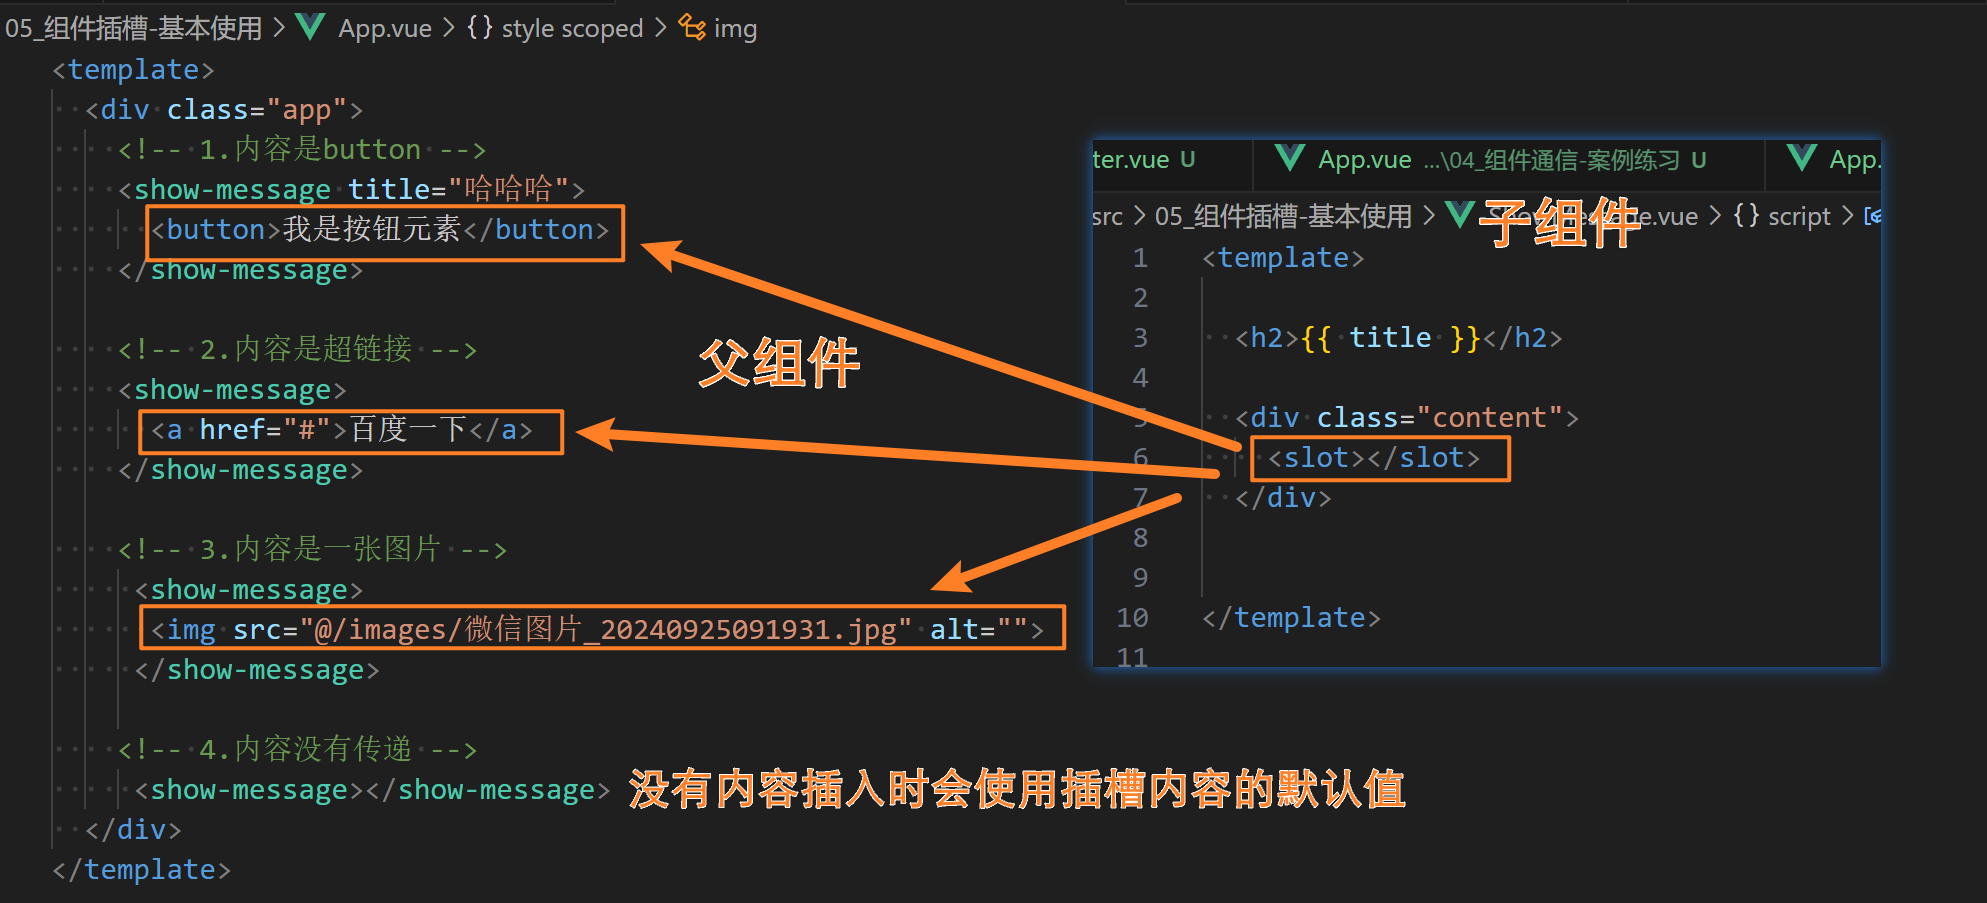 05_组件插槽-基本使用 > App.vue > {} style scoped > img
<template>
<div class="app">
<!-- 1.内容是button -->
<show-message title="哈哈哈">
<button>我是按钮元素</button>
</show-message>
<!-- 2.内容是超链接 -->
<show-message>
<a href="#">百度一下</a>
</show-message>
<!-- 3.内容是一张图片 -->
<show-message>
<img src="@/images/微信图片_20240925091931.jpg" alt="">
</show-message>
<!-- 4.内容没有传递 -->
<show-message></show-message>
</div>
</template>
父组件
没有内容插入时会使用插槽内容的默认值
ter.vue U App.vue ...\04_组件通信-案例练习 U App.
src > 05_组件插槽-基本使用 > .vue > {} script >
子组件
1 <template>
2
3 <h2>{{ title }}</h2>
4
5 <div class="content">
6 <slot></slot>
7 </div>
8
9
10 </template>
11